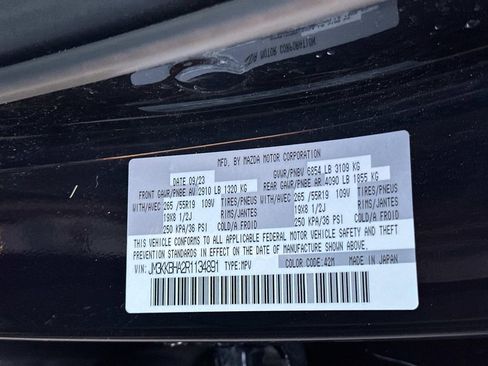 MFD. BY MAZDA MOTOR CORPORATION
DATE 09/23 GVWR/PNBV 6854 LB 3109 KG
FRONT GAWR/PNBE AV 2910 LB 1320 KG REAR GAWR/PNBE AR 4090 LB 1855 KG
WITH/AVEC 265 /55R19 109V TIRES/PNEUS WITH/AVEC 265 /55R19 109V TIRES/PNEUS
19X8 1/2J RIMS/JANTES 19X8 1/2J RIMS/JANTES
250 KPA/36 PSI 250 KPA/36 PSI
THIS VEHICLE CONFORMS TO ALL APPLICABLE FEDERAL MOTOR VEHICLE SAFETY AND THEFT
PREVENTION STANDARDS IN EFFECT ON THE DATE OF MANUFACTURE SHOWN ABOVE.
VIN: JM3KKBHA2R1134891 TYPE:MPV COLOR CODE:42M MADE IN JAPAN